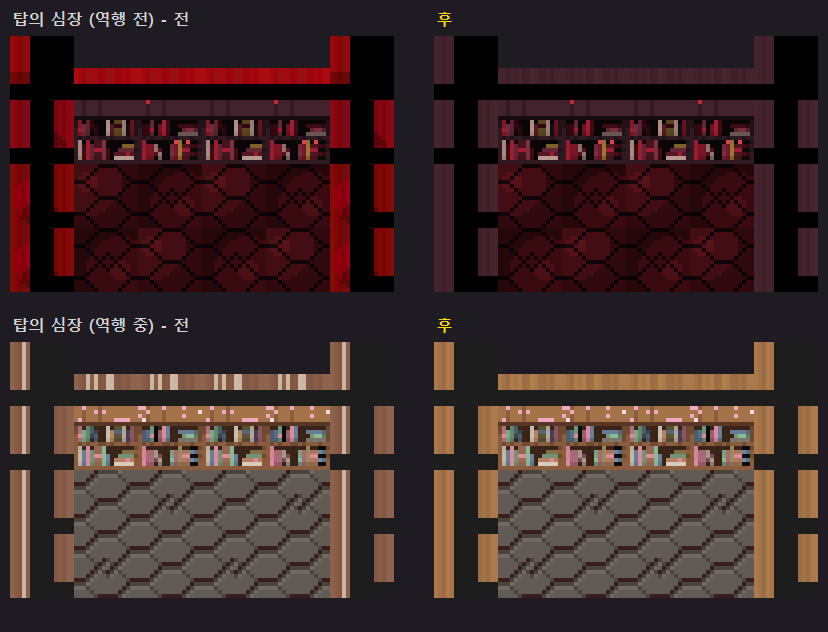 탑의 심장 (역행 전) - 전
후
탑의 심장 (역행 중) - 전
후